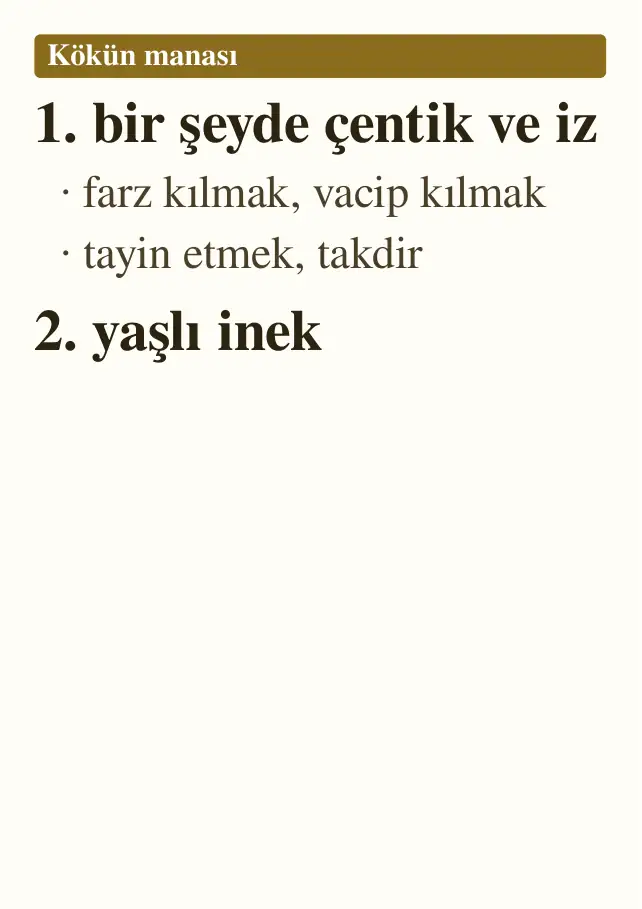 Kökün manası
1. bir şeyde çentik ve iz
· farz kılmak, vacip kılmak
· tayin etmek, takdir
2. yaşlı inek